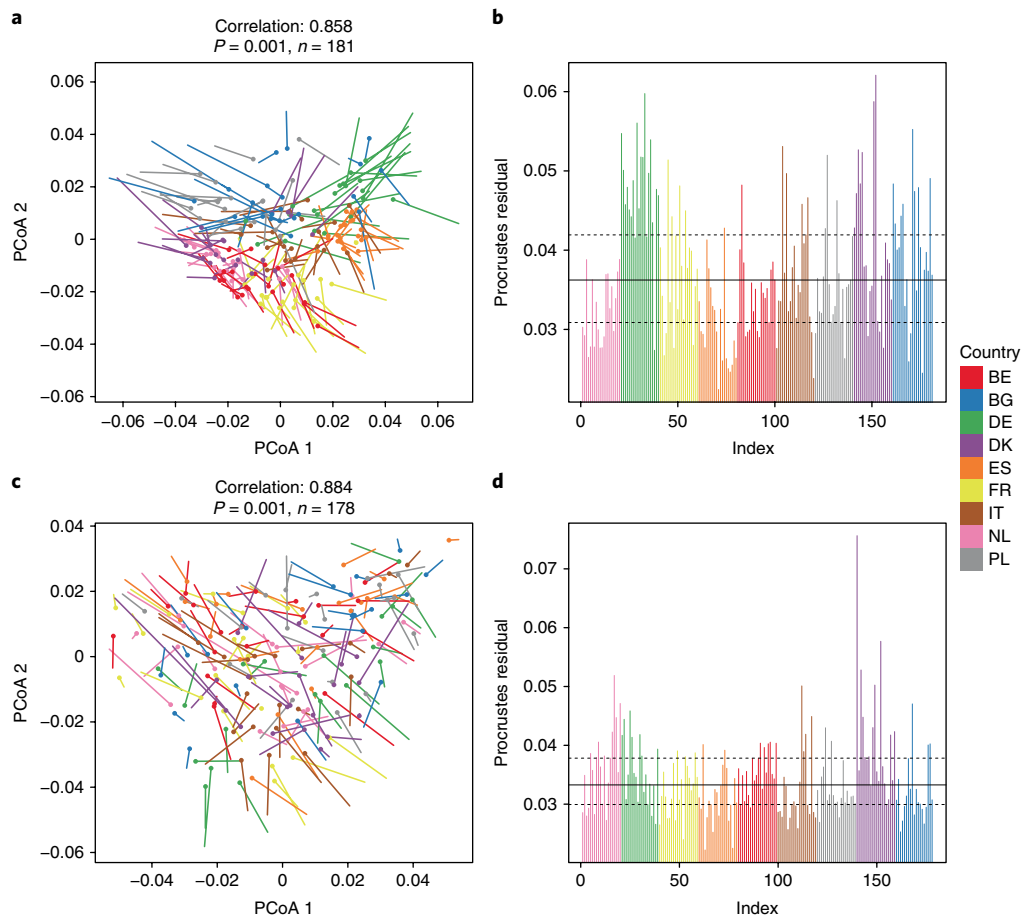 a
Correlation: 0.858
P = 0.001, n = 181
PCoA 2
0.06
0.04
0.02
0
−0.02
−0.04
−0.06
−0.06 −0.04 −0.02 0 0.02 0.04 0.06
PCoA 1
b
Procrustes residual
0.06
0.05
0.04
0.03
0 50 100 150
Index
c
Correlation: 0.884
P = 0.001, n = 178
PCoA 2
0.04
0.02
0
−0.02
−0.04
−0.06
−0.04 −0.02 0 0.02 0.04
PCoA 1
d
Procrustes residual
0.07
0.06
0.05
0.04
0.03
0 50 100 150
Index
Country
BE
BG
DE
DK
ES
FR
IT
NL
PL